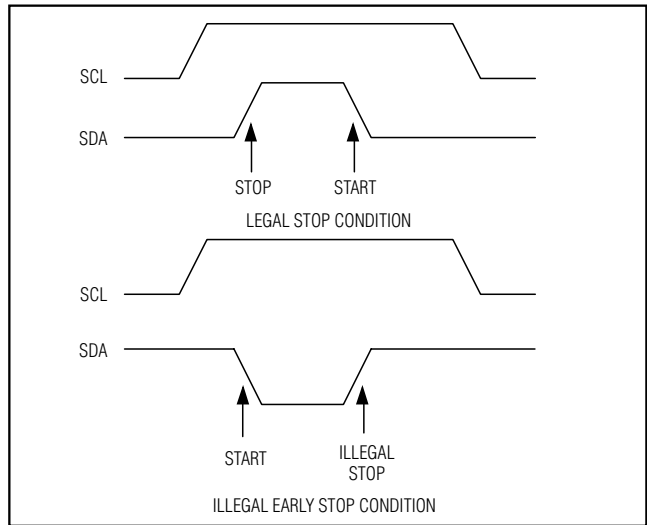 SCL
SDA
STOP START
LEGAL STOP CONDITION
SCL
SDA
START ILLEGAL
STOP
ILLEGAL EARLY STOP CONDITION